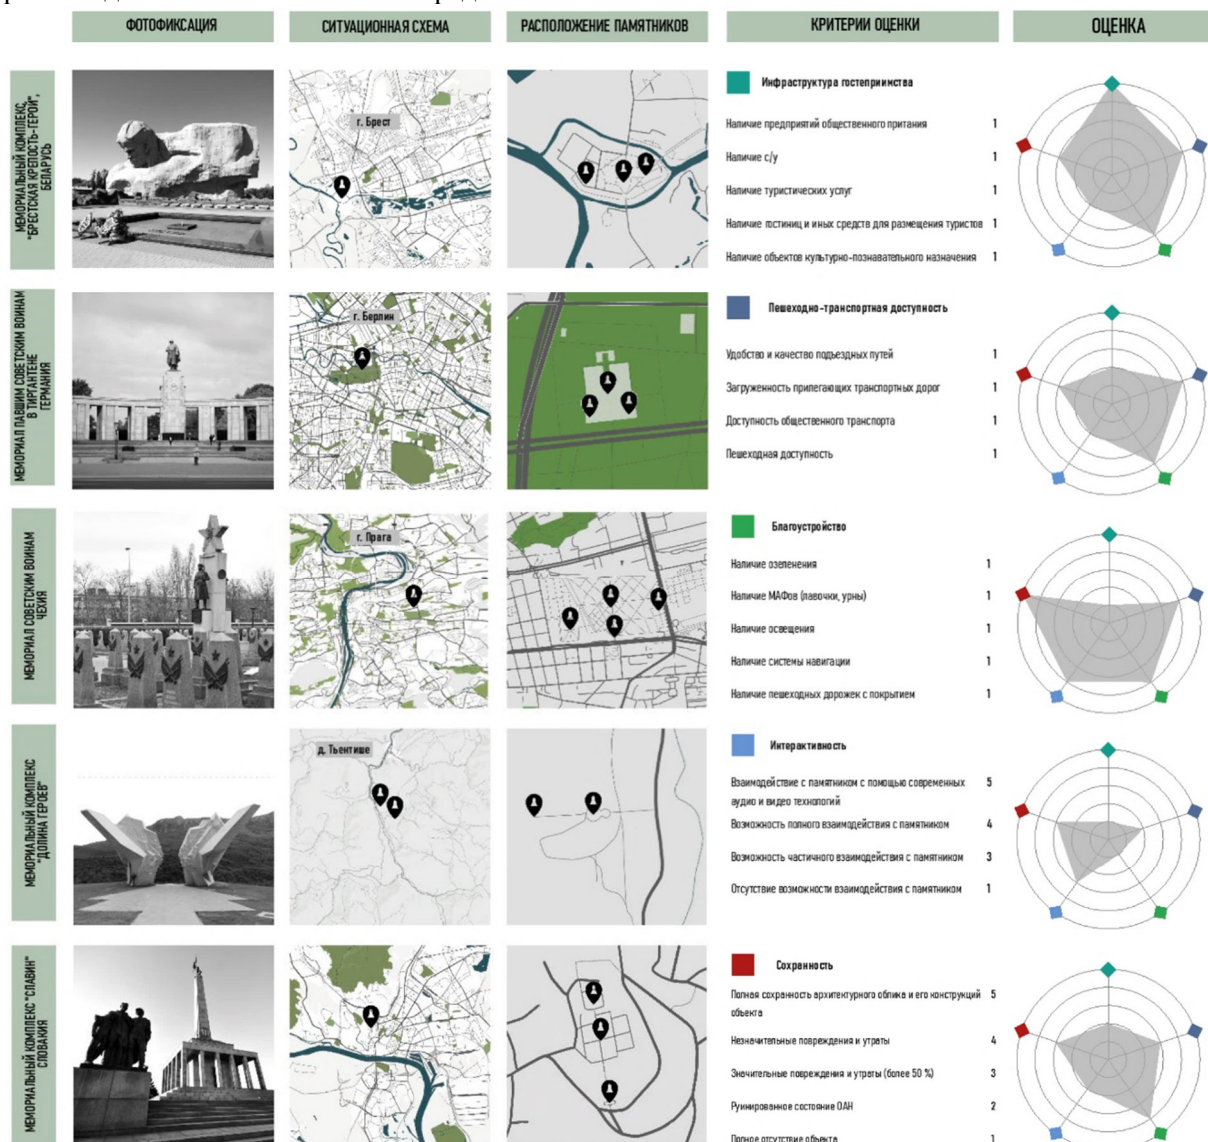 ФОТОФИКСАЦИЯ
СИТУАЦИОННАЯ СХЕМА
РАСПОЛОЖЕНИЕ ПАМЯТНИКОВ
КРИТЕРИИ ОЦЕНКИ
ОЦЕНКА
МЕМОРИАЛЬНЫЙ КОМПЛЕКС
"БРЕСТСКАЯ КРЕПОСТЬ-ГЕРОЙ",
БЕЛАРУСЬ
г. Брест
Инфраструктура гостеприимства
Наличие предприятий общественного притания 1
Наличие с/у 1
Наличие туристических услуг 1
Наличие гостиниц и иных средств для размещения туристов 1
Наличие объектов культурно-познавательного назначения 1
МЕМОРИАЛ ПАВШИМ СОВЕТСКИМ ВОИНАМ
В ТИРГАНТЕНЕ
ГЕРМАНИЯ
г. Берлин
Пешеходно-транспортная доступность
Удобство и качество подъездных путей 1
Загруженность прилегающих транспортных дорог 1
Доступность общественного транспорта 1
Пешеходная доступность 1
МЕМОРИАЛ СОВЕТСКИМ ВОИНАМ
ЧЕХИЯ
г. Прага
Благоустройство
Наличие озеленения 1
Наличие МАФов (лавочки, урны) 1
Наличие освещения 1
Наличие системы навигации 1
Наличие пешеходных дорожек с покрытием 1
МЕМОРИАЛЬНЫЙ КОМПЛЕКС
"ДОЛИНА ГЕРОЕВ"
д. Тьентише
Интерактивность
Взаимодействие с памятником с помощью современных 5
аудио и видео технологий
Возможность полного взаимодействия с памятником 4
Возможность частичного взаимодействия с памятником 3
Отсутствие возможности взаимодействия с памятником 1
МЕМОРИАЛЬНЫЙ КОМПЛЕКС "СЛАВИН"
СЛОВАКИЯ
Сохранность
Полная сохранность архитектурного облика и его конструкций 5
объекта
Незначительные повреждения и утраты 4
Значительные повреждения и утраты (более 50 %) 3
Руинированное состояние ОАН 2
Полное отсутствие объекта 1